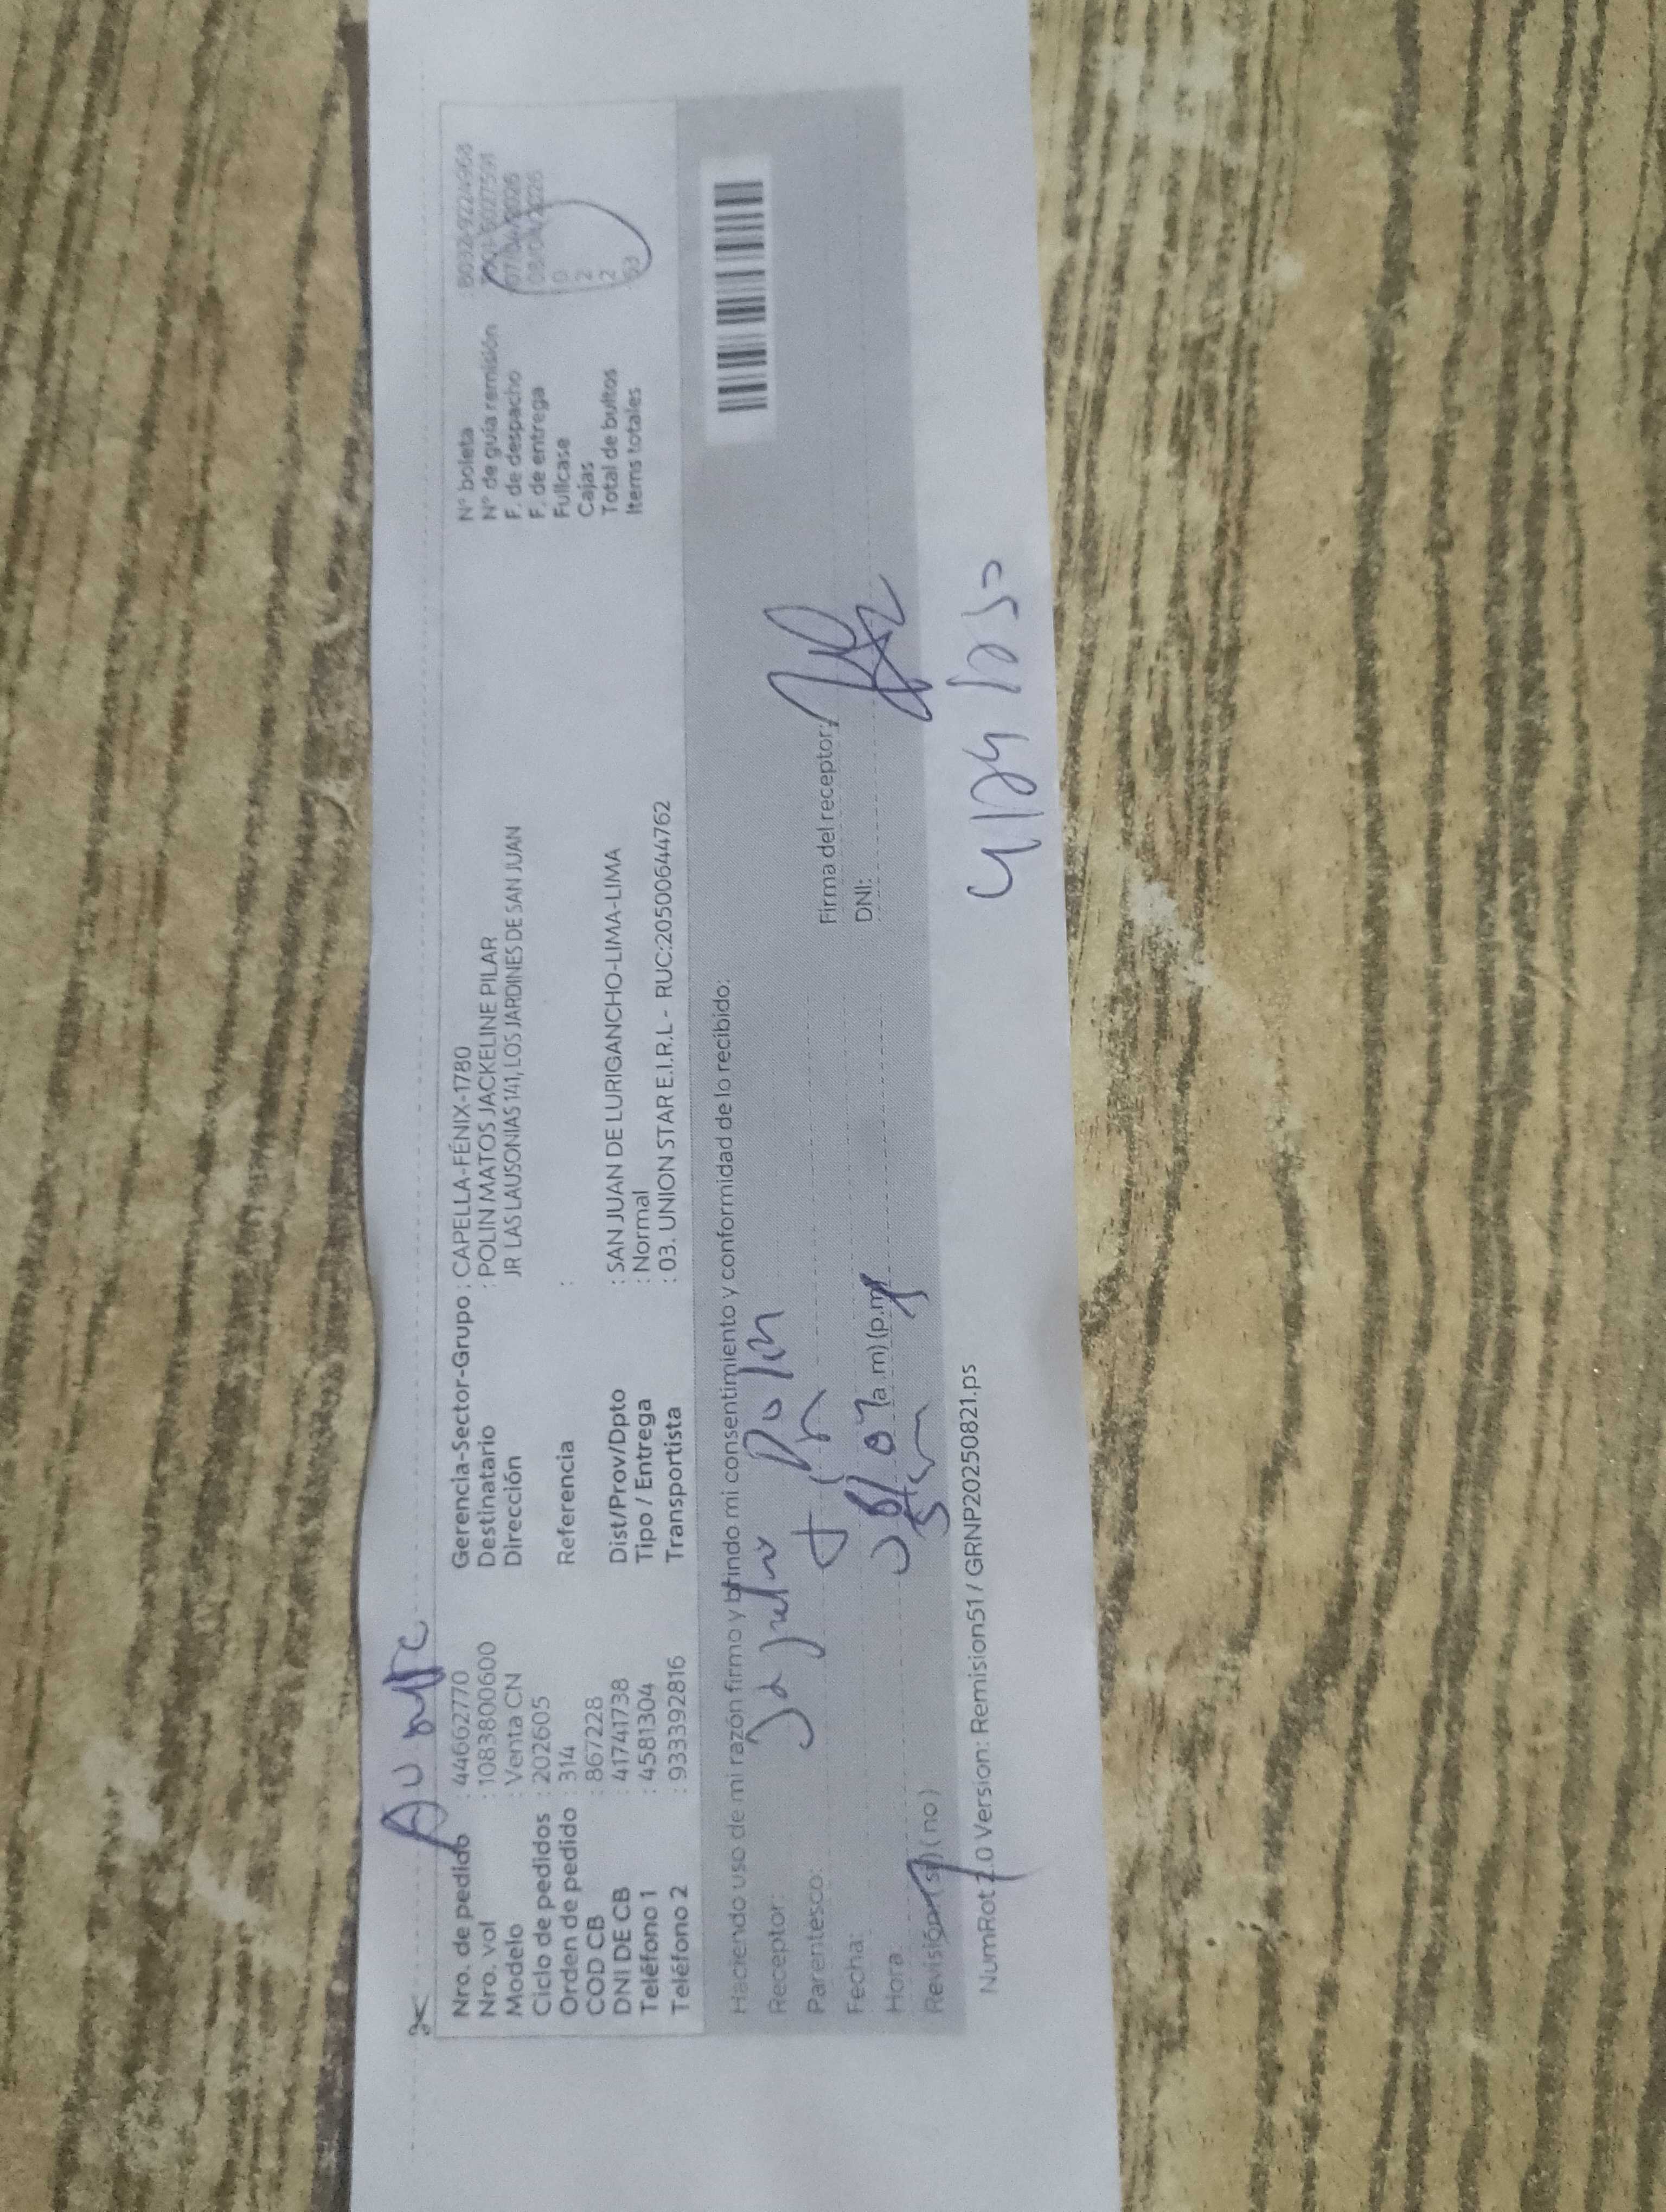 Nro. de pedido : 44662770
Nro. vol : 108380600
Modelo : Venta CN
Ciclo de pedidos : 202605
Orden de pedido : 314
COD CB : 867228
DNI DE CB : 41741738
Teléfono 1 : 4581304
Teléfono 2 : 933392816
Gerencia-Sector-Grupo : CAPELLA-FÉNIX-1780
Destinatario : POLIN MATOS JACKELINE PILAR
Dirección JR LAS LAUSONIAS 141, LOS JARDINES DE SAN JUAN
Referencia :
Dist/Prov/Dpto : SAN JUAN DE LURIGANCHO-LIMA-LIMA
Tipo / Entrega : Normal
Transportista : 03. UNION STAR E.I.R.L - RUC:20500644762
N° boleta
N° de guía remisión
F. de despacho
F. de entrega
Fullcase 0
Cajas 2
Total de bultos 2
Items totales 53
Haciendo uso de mi razón firmo y brindo mi consentimiento y conformidad de lo recibido:
Receptor: Polin
Parentesco:
Fecha:
Hora (a.m) (p.m)
Revisión (si) (no)
Firma del receptor:
DNI:
NumRot 2.0 Version: Remision51 / GRNP20250821.ps